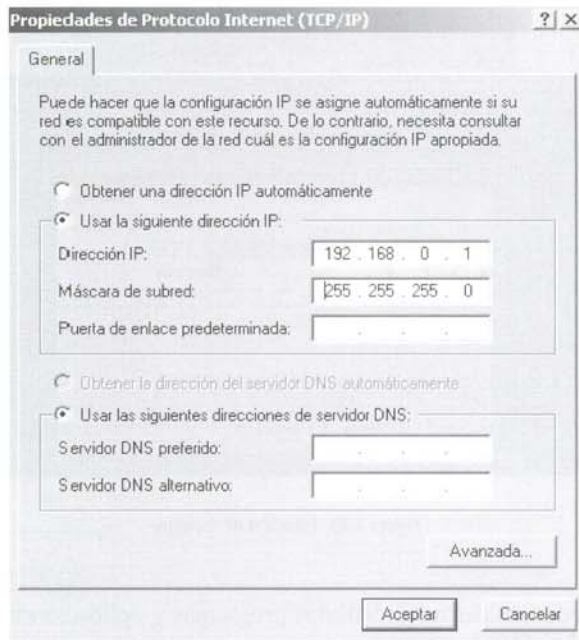 Propiedades de Protocolo Internet (TCP/IP)
General
Puede hacer que la configuración IP se asigne automáticamente si su
red es compatible con este recurso. De lo contrario, necesita consultar
con el administrador de la red cuál es la configuración IP apropiada.
Obtener una dirección IP automáticamente
Usar la siguiente dirección IP:
Dirección IP: 192 . 168 . 0 . 1
Máscara de subred: 255 . 255 . 255 . 0
Puerta de enlace predeterminada: . . .
Obtener la dirección del servidor DNS automáticamente
Usar las siguientes direcciones de servidor DNS:
Servidor DNS preferido: . . .
Servidor DNS alternativo: . . .
Avanzada...
Aceptar Cancelar